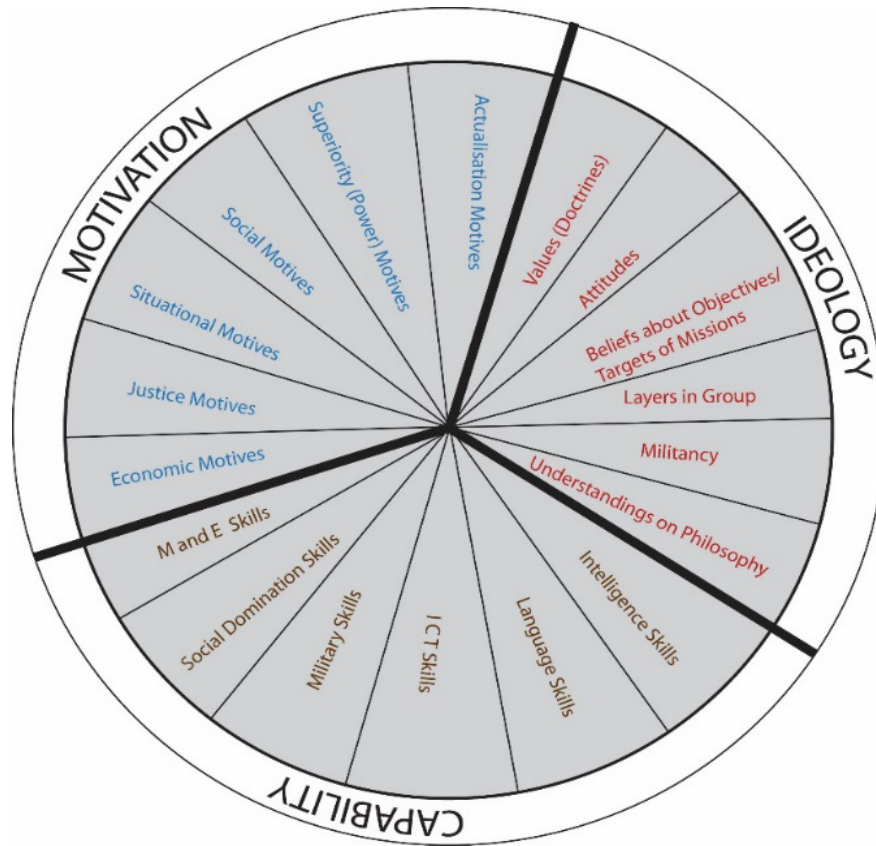 MOTIVATION
Economic Motives
Justice Motives
Situational Motives
Social Motives
Superiority (Power) Motives
Actualisation Motives
IDEOLOGY
Values (Doctrines)
Attitudes
Beliefs about Objectives/
Targets of Missions
Layers in Group
Militancy
Understandings on Philosophy
CAPABILITY
Intelligence Skills
Language Skills
I C T Skills
Military Skills
Social Domination Skills
M and E Skills